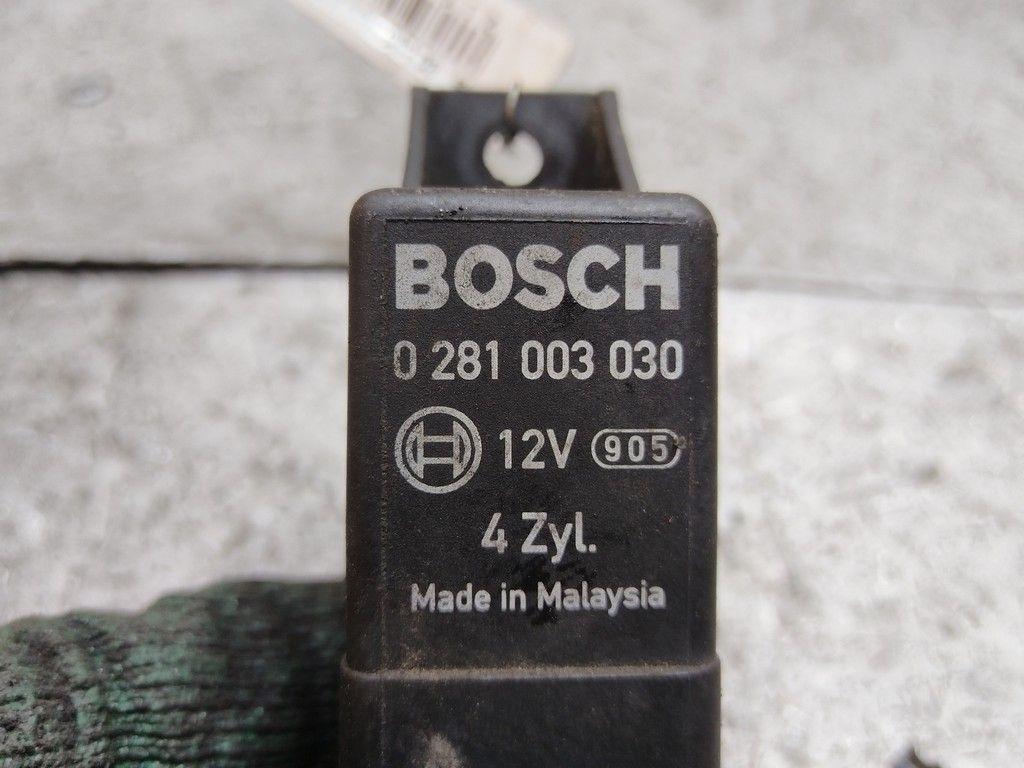 BOSCH
0 281 003 030
12V 905
4 Zyl.
Made in Malaysia